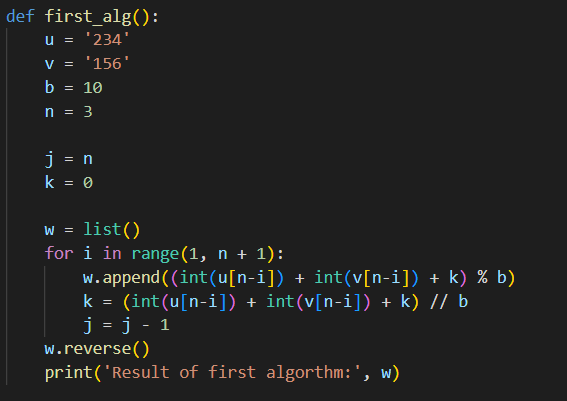 def first_alg():
    u = '234'
    v = '156'
    b = 10
    n = 3

    j = n
    k = 0

    w = list()
    for i in range(1, n + 1):
        w.append((int(u[n-i]) + int(v[n-i]) + k) % b)
        k = (int(u[n-i]) + int(v[n-i]) + k) // b
        j = j - 1
    w.reverse()
    print('Result of first algorthm:', w)